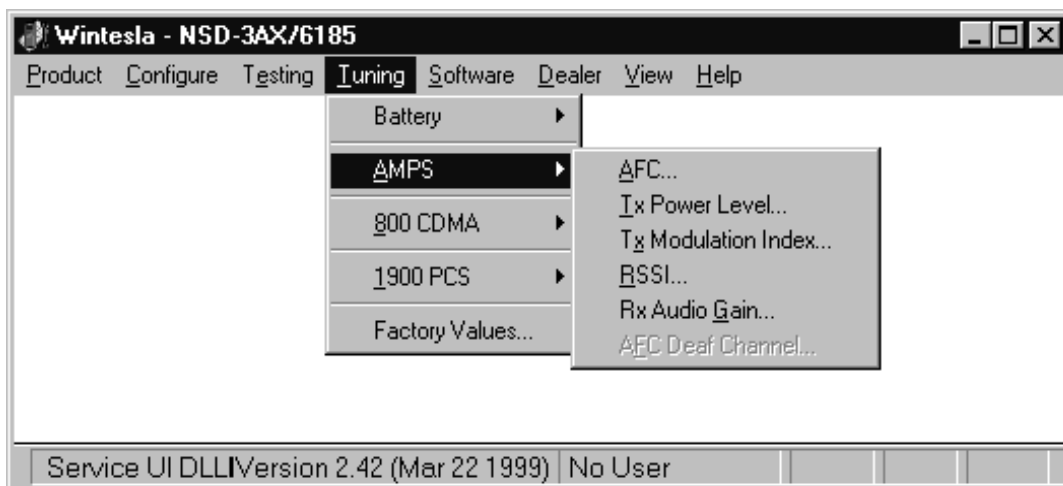 Wintesla - NSD-3AX/6185
Product Configure Testing Tuning Software Dealer View Help
Battery
AMPS
800 CDMA
1900 PCS
Factory Values...
AFC...
Tx Power Level...
Tx Modulation Index...
RSSI...
Rx Audio Gain...
AFC Deaf Channel...
Service UI DLLIVersion 2.42 (Mar 22 1999) No User